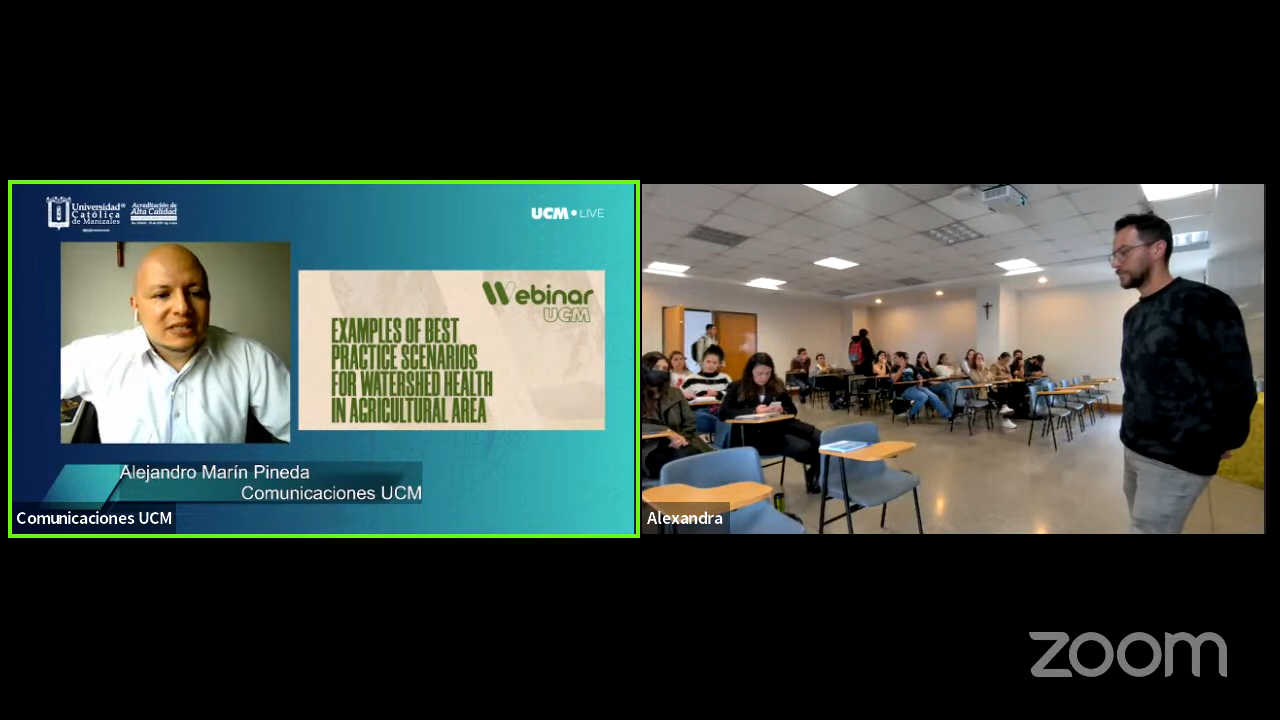 Universidad®
Católica
de Manizales
Acreditación de
Alta Calidad
UCM • LIVE
Webinar
UCM
EXAMPLES OF BEST
PRACTICE SCENARIOS
FOR WATERSHED HEALTH
IN AGRICULTURAL AREA
Alejandro Marín Pineda
Comunicaciones UCM
Comunicaciones UCM
Alexandra
zoom